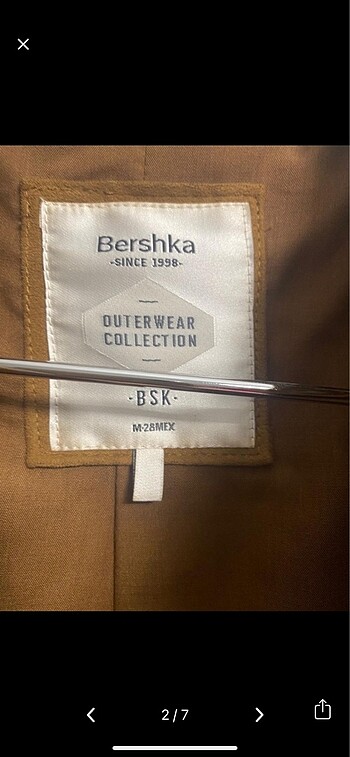 Bershka
-SINCE 1998-
OUTERWEAR
COLLECTION
-BSK-
M-28MEX
2/7